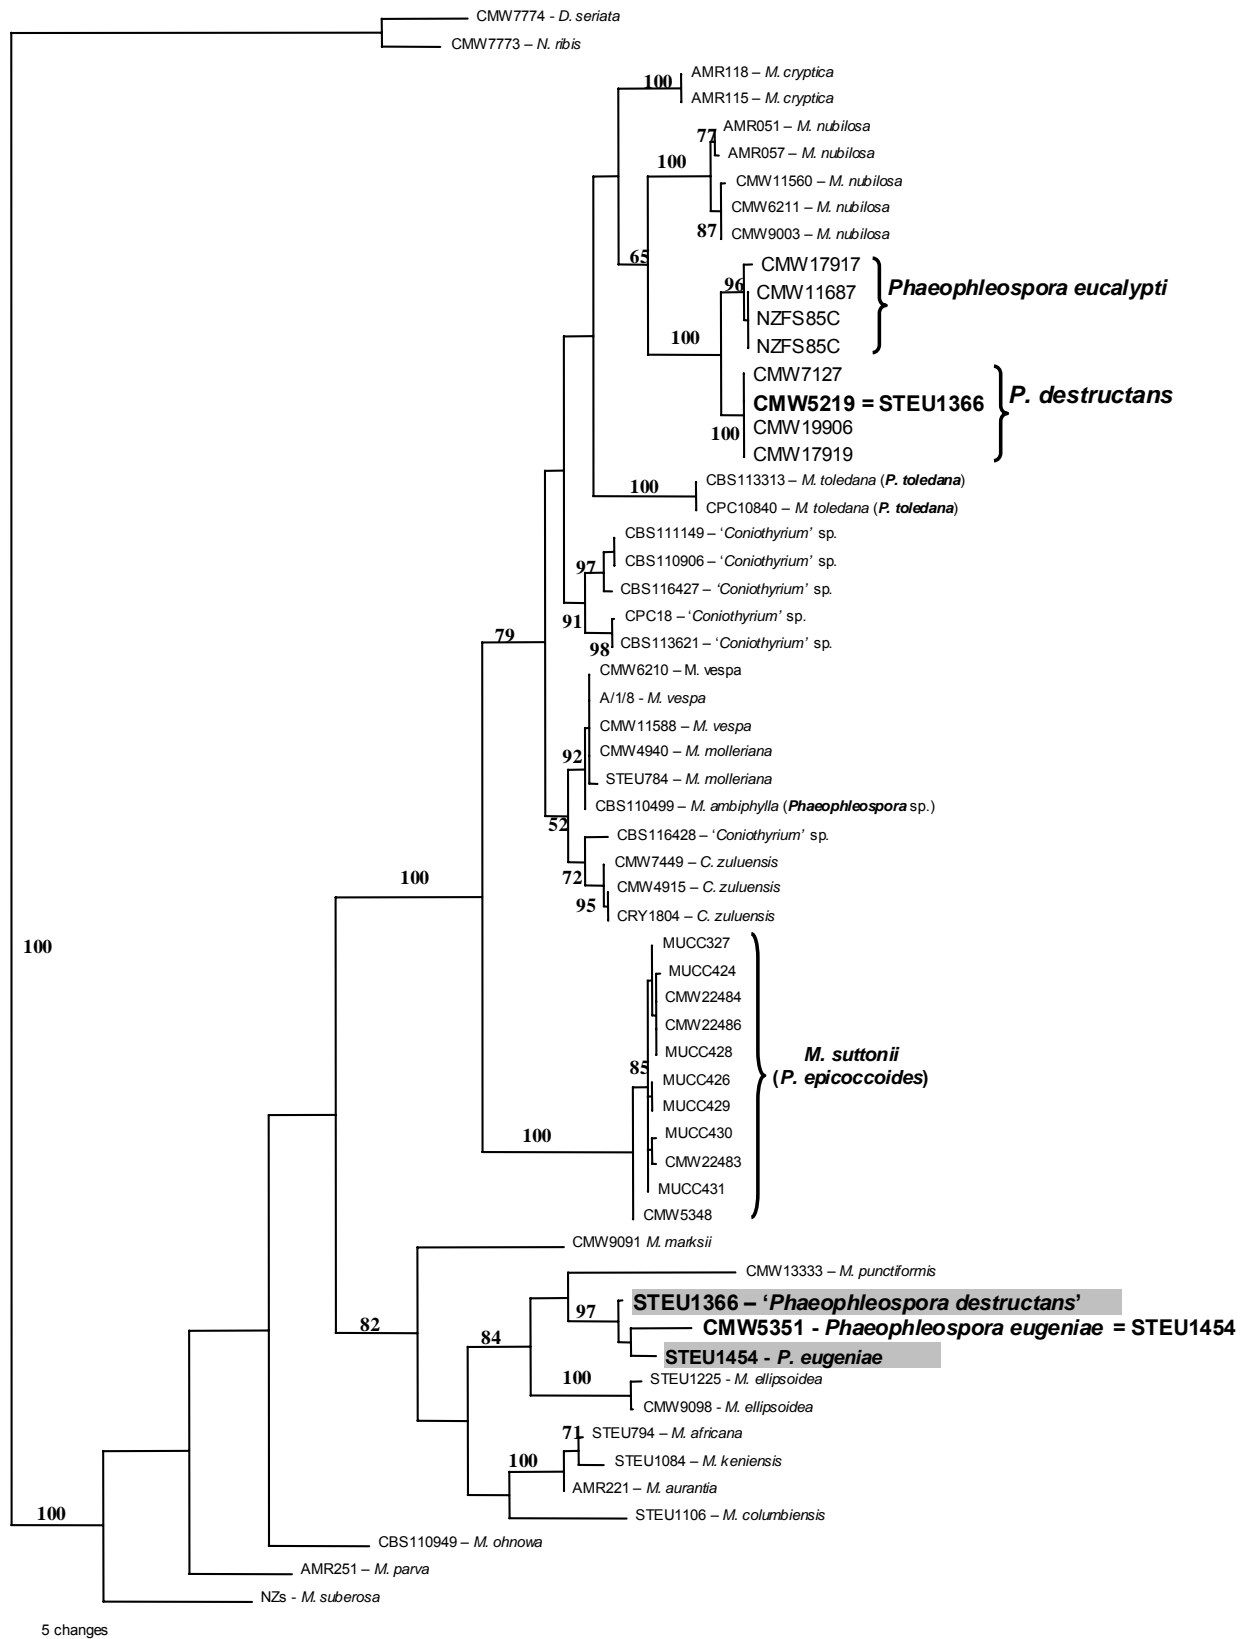 CMW7774 - D. seriata
CMW7773 – N. ribis
100
AMR118 – M. cryptica
AMR115 – M. cryptica
77
AMR051 – M. nubilosa
AMR057 – M. nubilosa
100
CMW11560 – M. nubilosa
CMW6211 – M. nubilosa
87
CMW9003 – M. nubilosa
65
CMW17917
96
CMW11687
Phaeophleospora eucalypti
NZFS85C
100
NZFS85C
CMW7127
CMW5219 = STEU1366
P. destructans
CMW19906
100
CMW17919
CBS113313 – M. toledana (P. toledana)
100
CPC10840 – M. toledana (P. toledana)
CBS111149 – ‘Coniothyrium’ sp.
CBS110906 – ‘Coniothyrium’ sp.
97
CBS116427 – ‘Coniothyrium’ sp.
91
CPC18 – ‘Coniothyrium’ sp.
79
98
CBS113621 – ‘Coniothyrium’ sp.
CMW6210 – M. vespa
A/1/8 - M. vespa
CMW11588 – M. vespa
92
CMW4940 – M. molleriana
STEU784 – M. molleriana
CBS110499 – M. ambiphylla (Phaeophleospora sp.)
52
CBS116428 – ‘Coniothyrium’ sp.
CMW7449 – C. zuluensis
100
72
CMW4915 – C. zuluensis
95
CRY1804 – C. zuluensis
100
MUCC327
MUCC424
CMW22484
CMW22486
MUCC428
85
M. suttonii
(P. epicoccoides)
MUCC426
MUCC429
100
MUCC430
CMW22483
MUCC431
CMW5348
CMW9091 M. marksii
CMW13333 – M. punctiformis
97
STEU1366 – ‘Phaeophleospora destructans’
82
84
CMW5351 - Phaeophleospora eugeniae = STEU1454
STEU1454 - P. eugeniae
100
STEU1225 - M. ellipsoidea
CMW9098 - M. ellipsoidea
71
STEU794 – M. africana
100
STEU1084 – M. keniensis
AMR221 – M. aurantia
100
STEU1106 – M. columbiensis
CBS110949 – M. ohnowa
AMR251 – M. parva
NZs - M. suberosa
5 changes